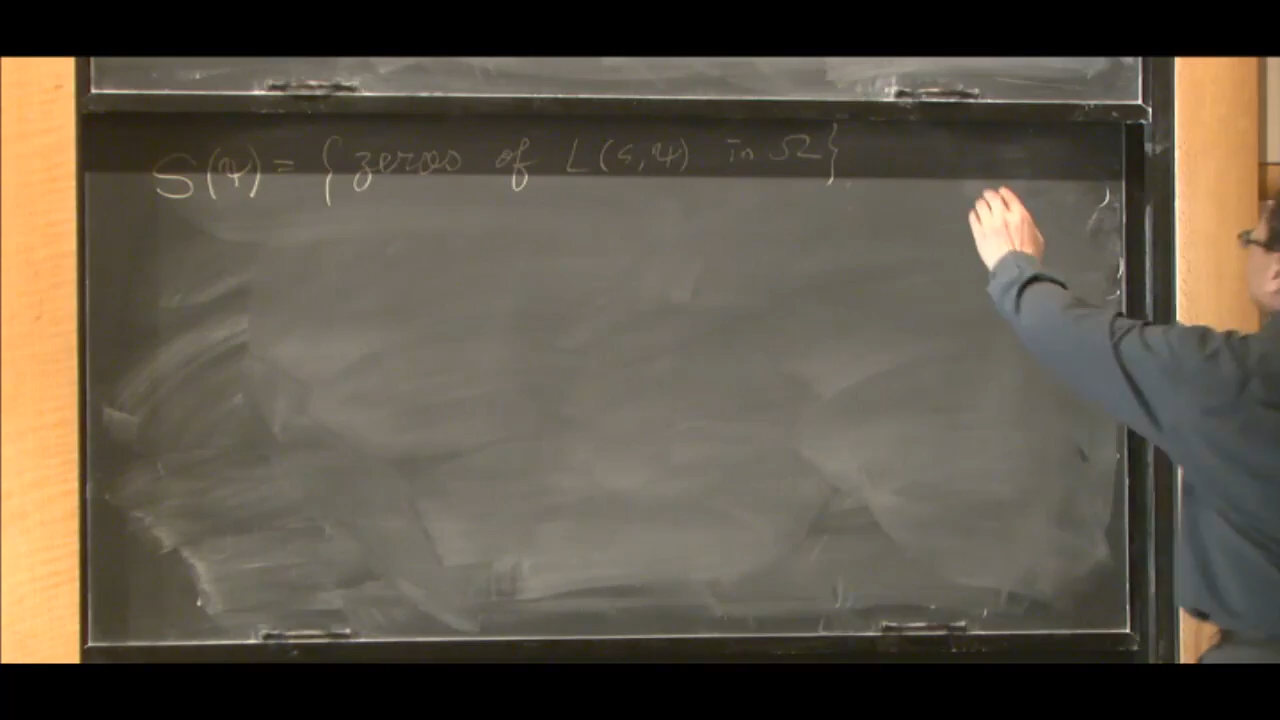 S(ψ) = { zeros of L(s,ψ) in Ω }